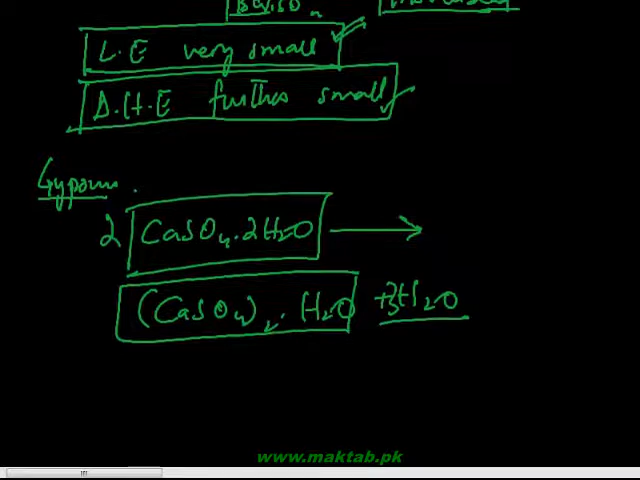 L.E very small
Δ.H.E further small
Gypsum.
2 CaSO₄.2H₂O →
(CaSO₄)₂.H₂O +3H₂O
www.maktab.pk